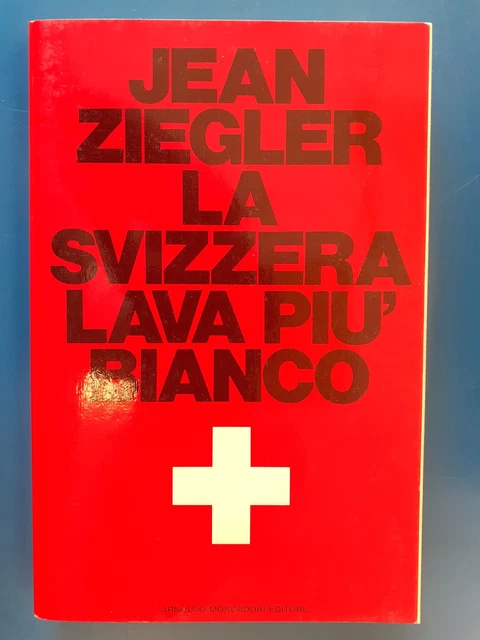 JEAN
ZIEGLER
LA
SVIZZERA
LAVA PIU'
BIANCO
ARNOLDO MONDADORI EDITORE